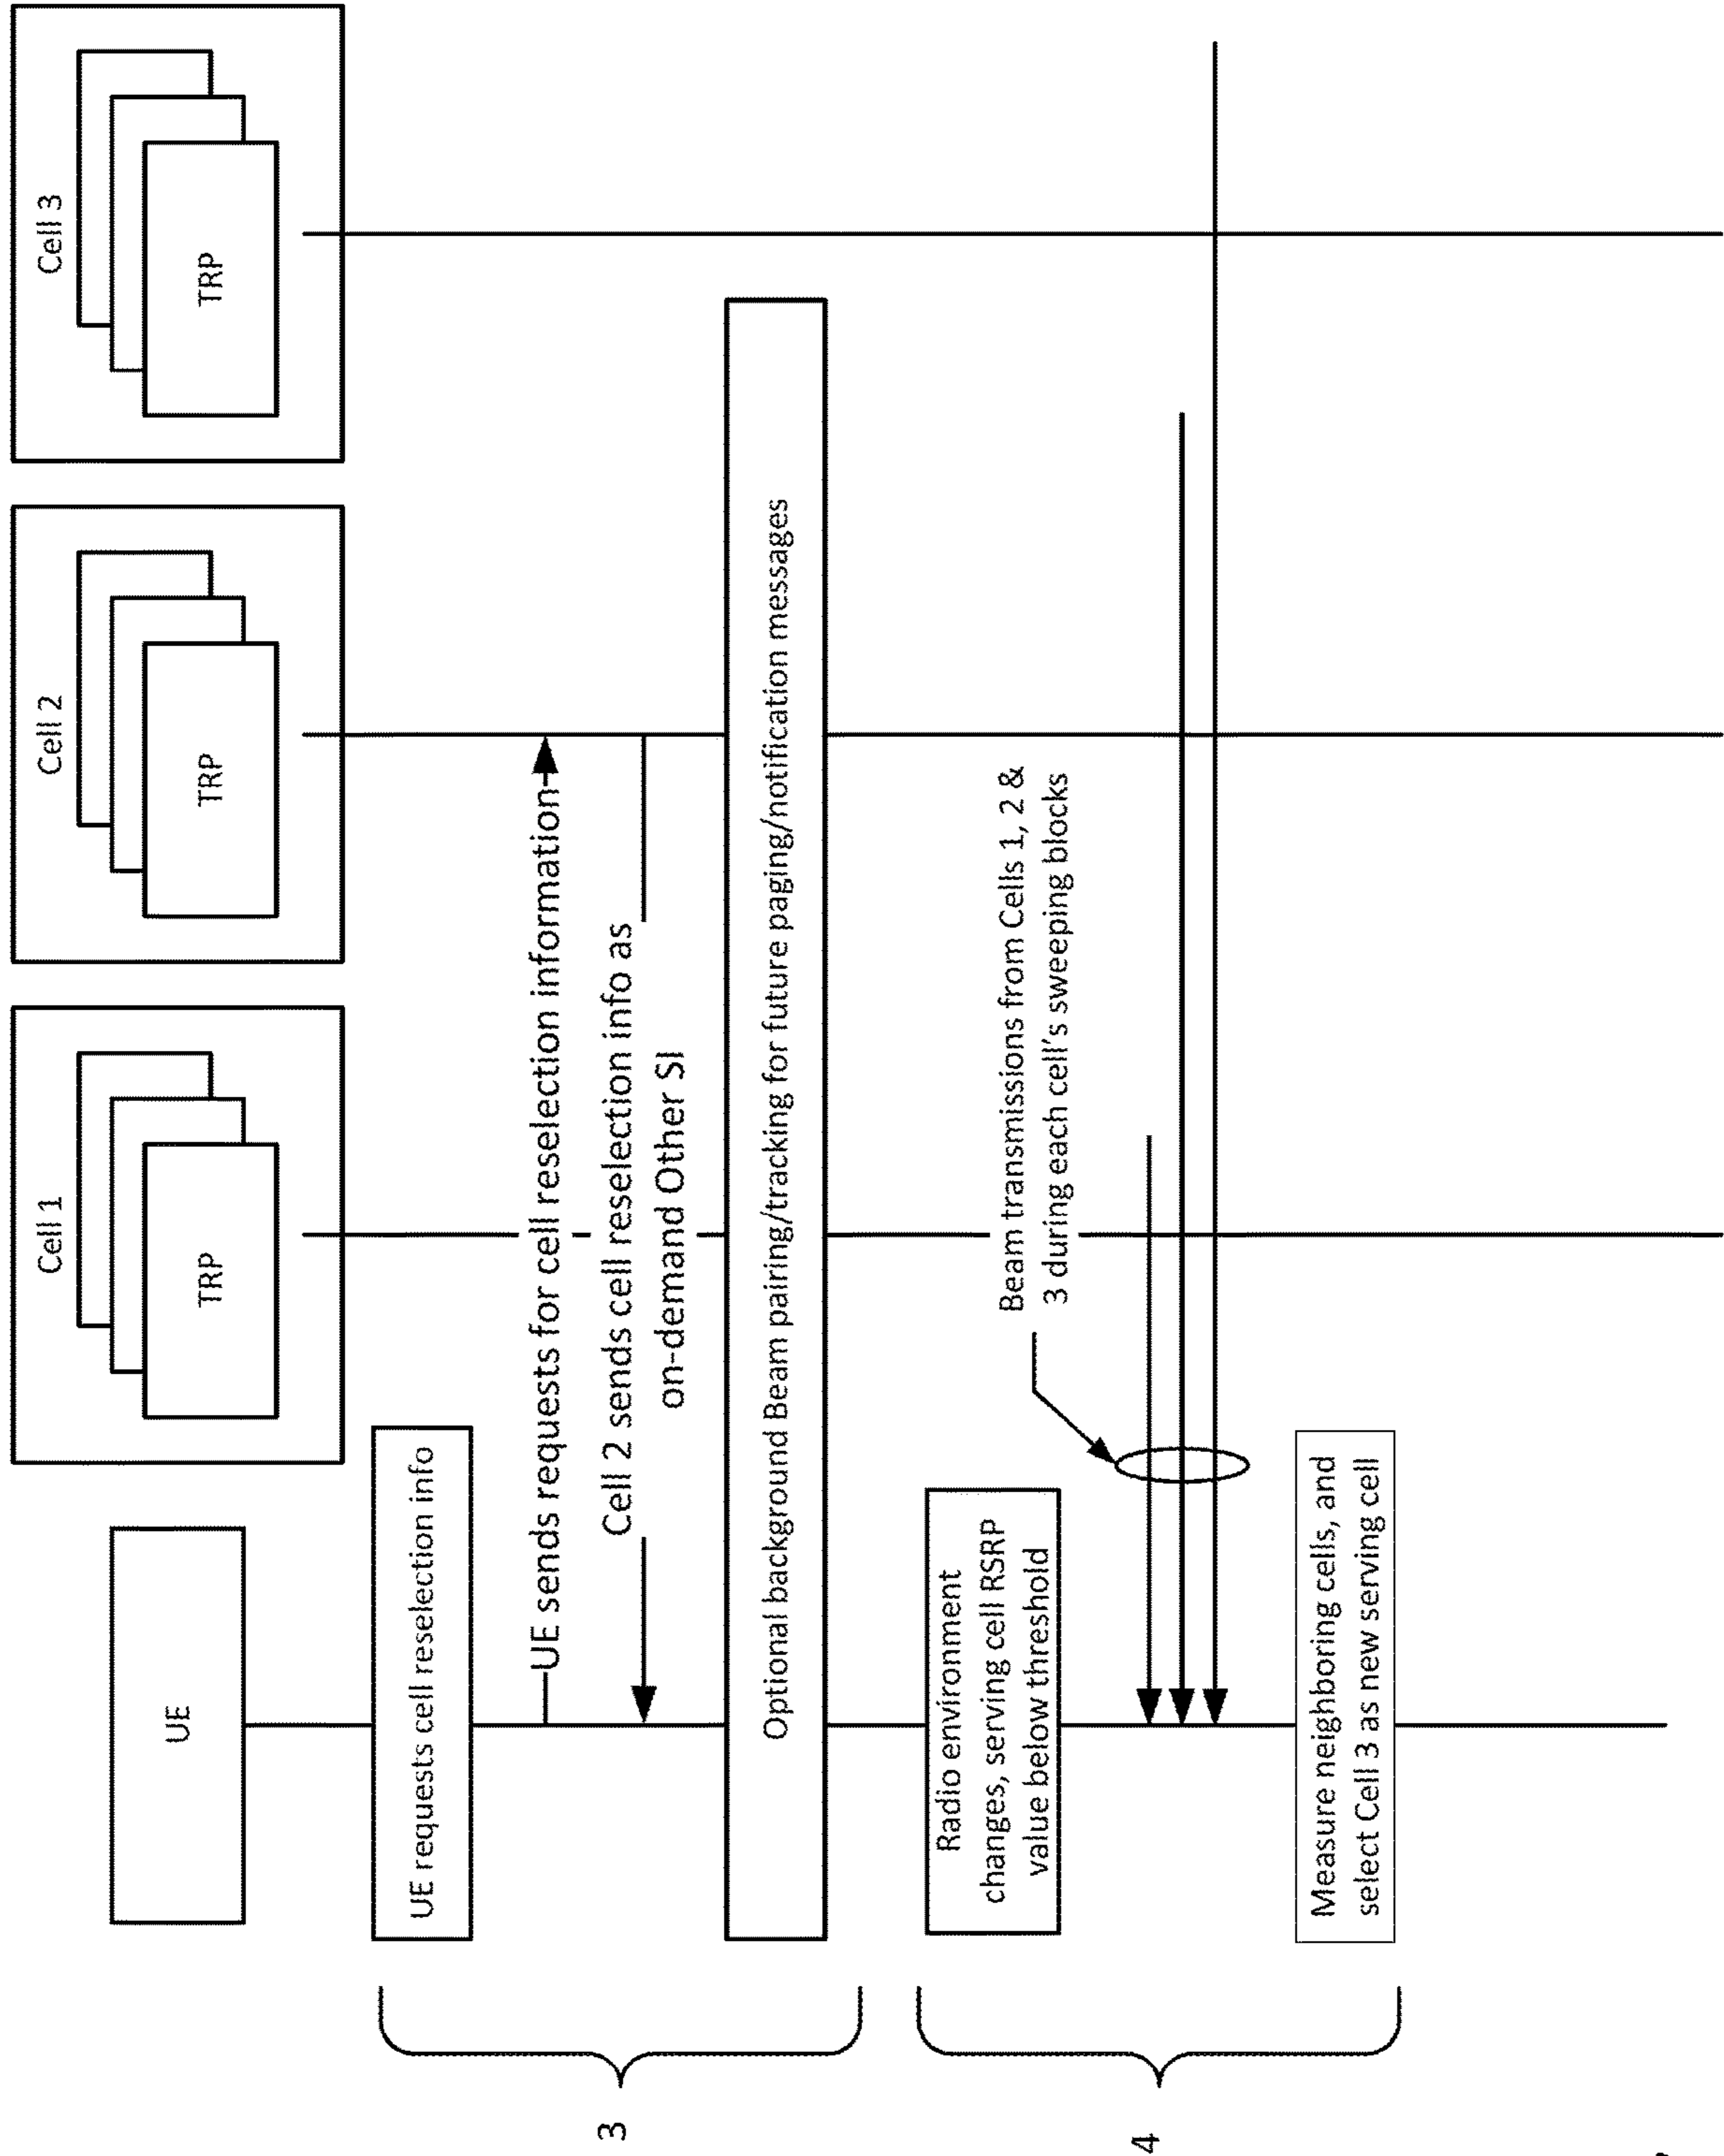 UE
Cell 1
TRP
Cell 2
TRP
Cell 3
TRP
3
UE requests cell reselection info
UE sends requests for cell reselection information
Cell 2 sends cell reselection info as
on-demand Other SI
Optional background Beam pairing/tracking for future paging/notification messages
4
Radio environment
changes, serving cell RSRP
value below threshold
Beam transmissions from Cells 1, 2 &
3 during each cell's sweeping blocks
Measure neighboring cells, and
select Cell 3 as new serving cell